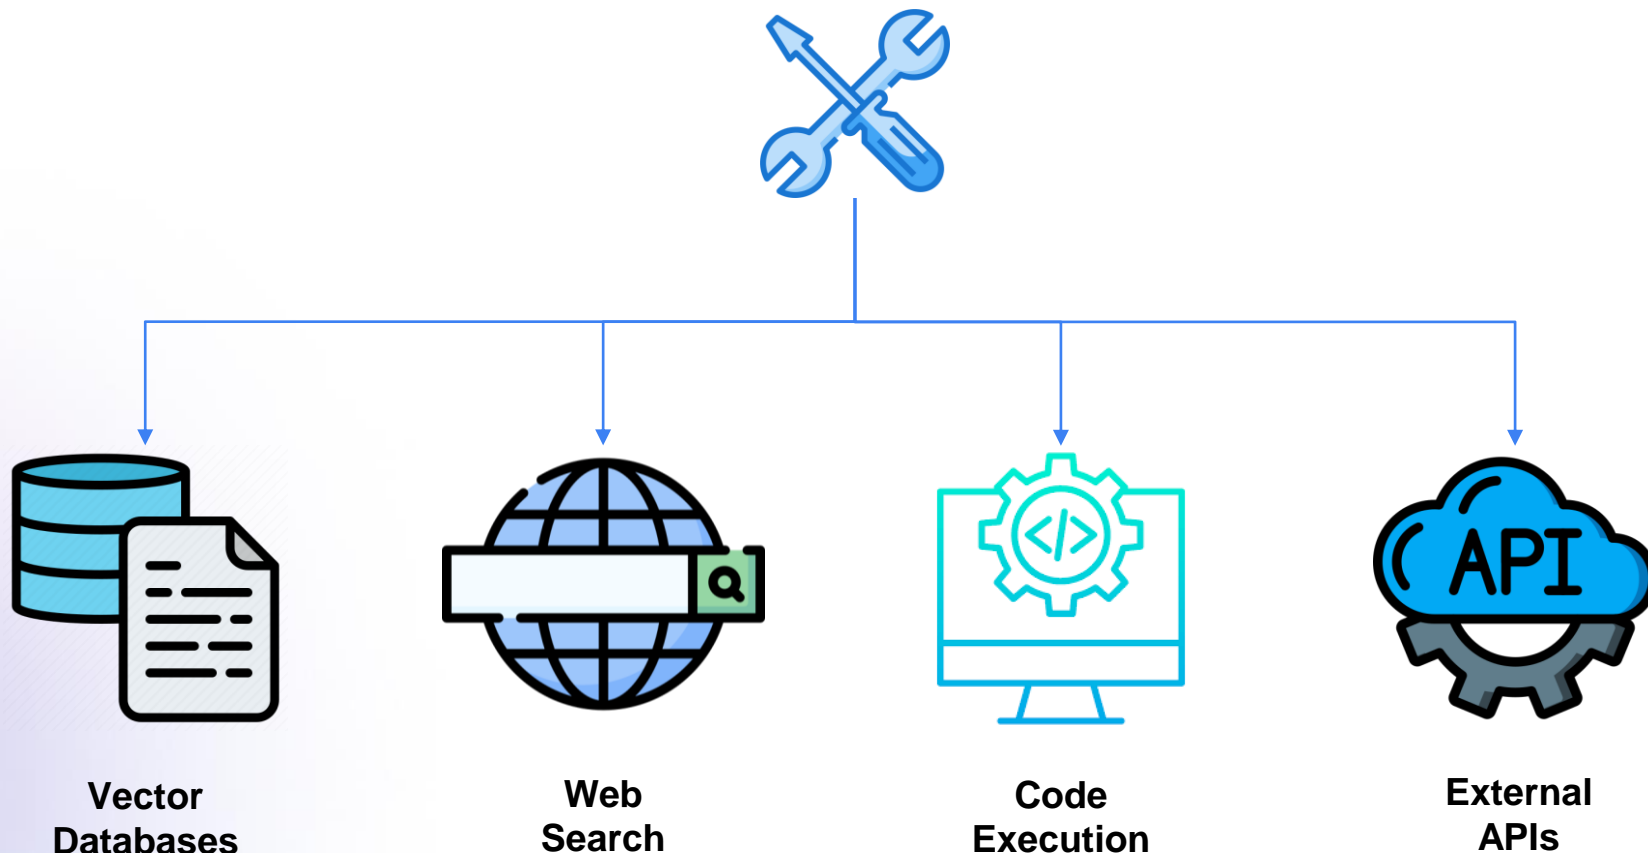 API
Vector
Databases
Web
Search
Code
Execution
External
APIs